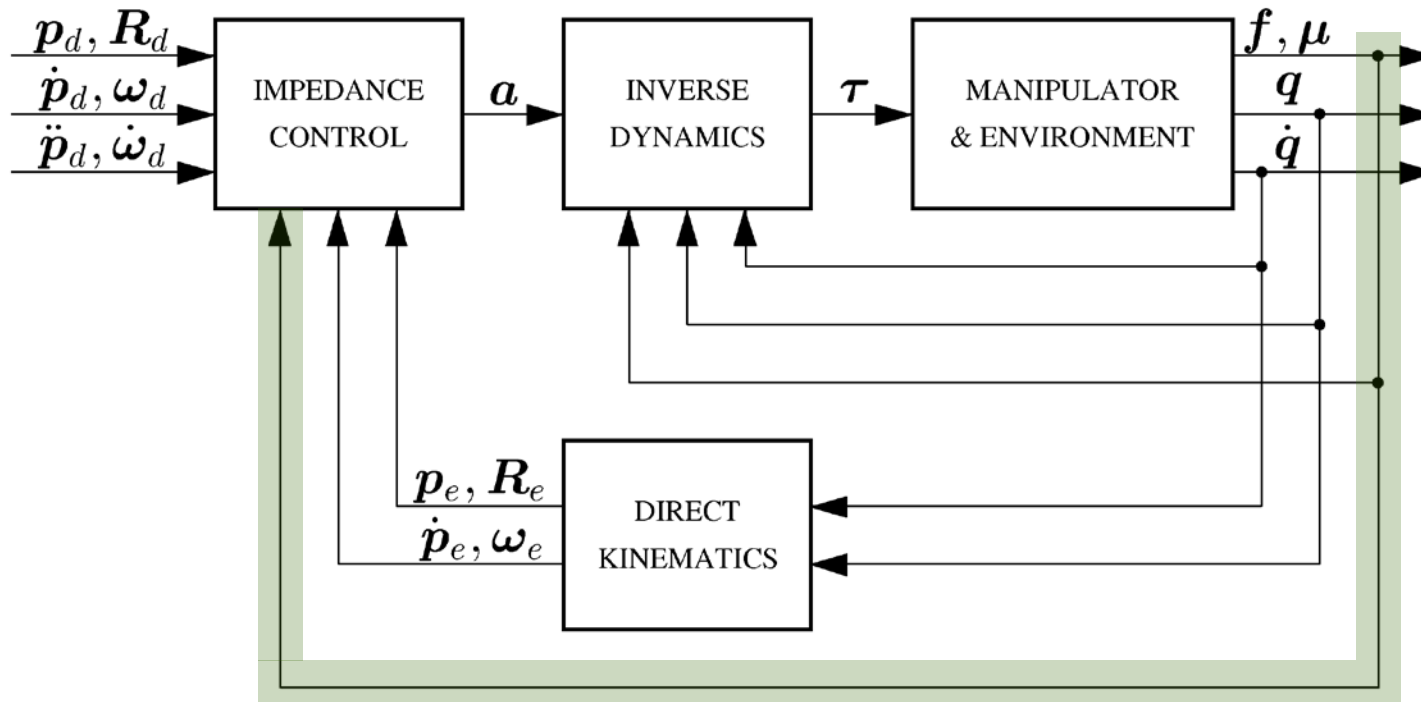 p_d, R_d
ṗ_d, ω_d
p̈_d, ω̇_d
IMPEDANCE
CONTROL
a
INVERSE
DYNAMICS
τ
MANIPULATOR
& ENVIRONMENT
f, μ
q
q̇
p_e, R_e
ṗ_e, ω_e
DIRECT
KINEMATICS